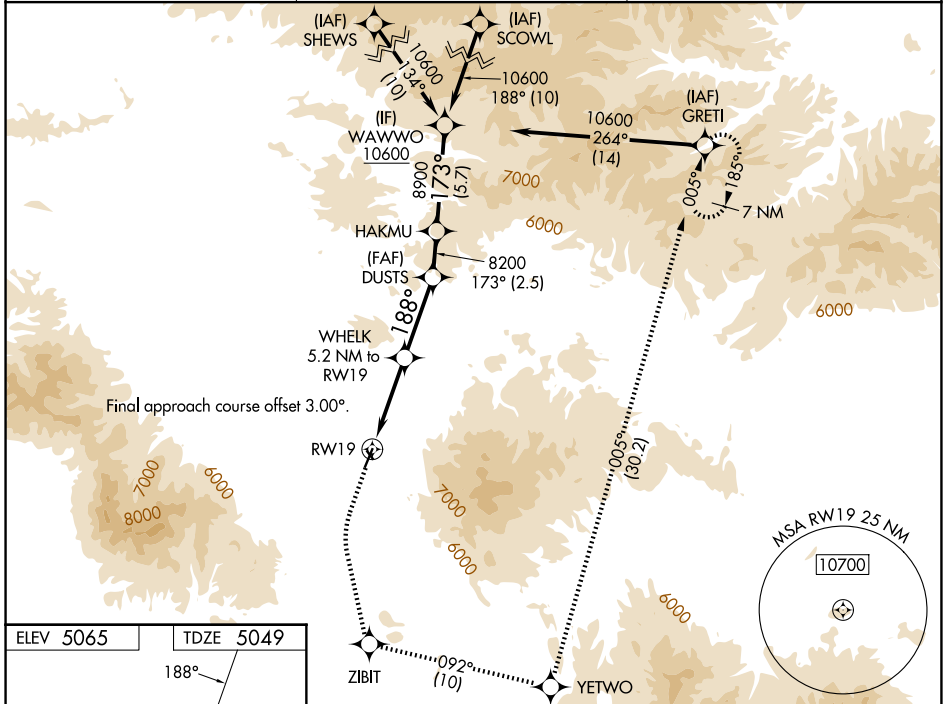 (IAF)
SHEWS
(IAF)
SCOWL
10600
134°
(10)
10600
188° (10)
(IF)
WAWWO
10600
10600
264°
(14)
(IAF)
GRETI
005°
185°
7 NM
8900
173°
(5.7)
7000
6000
HAKMU
(FAF)
DUSTS
8200
173° (2.5)
6000
188°
WHELK
5.2 NM to
RW19
Final approach course offset 3.00°.
RW19
7000
6000
8000
7000
6000
005°
(30.2)
6000
MSA RW19 25 NM
10700
ELEV 5065
TDZE 5049
188°
ZIBIT
092°
(10)
YETWO